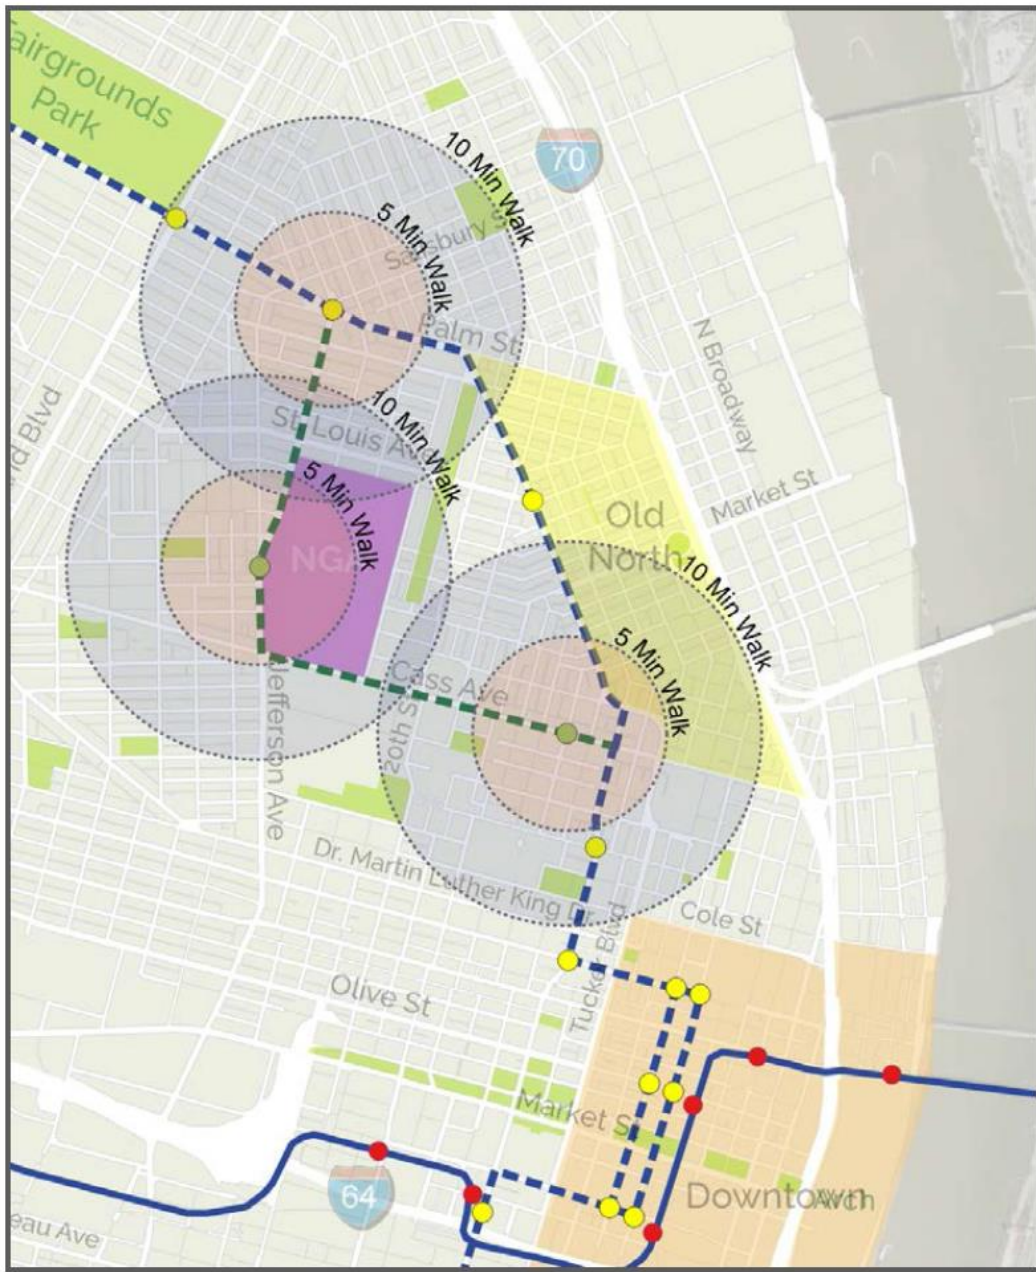 Fairgrounds
Park
10 Min Walk
70
5 Min Walk
Salisbury St
Palm St
N Broadway
10 Min Walk
St. Louis Ave
5 Min Walk
Market St
Old
North
NGA
10 Min Walk
5 Min Walk
Cass Ave
20th St
Jefferson Ave
Dr. Martin Luther King Dr.
Cole St
Tucker Blvd
Olive St
Market St
Downtown
Arch
64
eau Ave